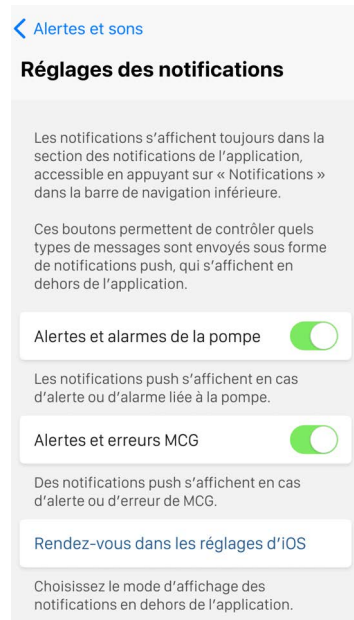 Alertes et sons
Réglages des notifications
Les notifications s’affichent toujours dans la
section des notifications de l’application,
accessible en appuyant sur « Notifications »
dans la barre de navigation inférieure.
Ces boutons permettent de contrôler quels
types de messages sont envoyés sous forme
de notifications push, qui s’affichent en
dehors de l’application.
Alertes et alarmes de la pompe
Les notifications push s’affichent en cas
d’alerte ou d’alarme liée à la pompe.
Alertes et erreurs MCG
Des notifications push s’affichent en cas
d’alerte ou d’erreur de MCG.
Rendez-vous dans les réglages d’iOS
Choisissez le mode d’affichage des
notifications en dehors de l’application.